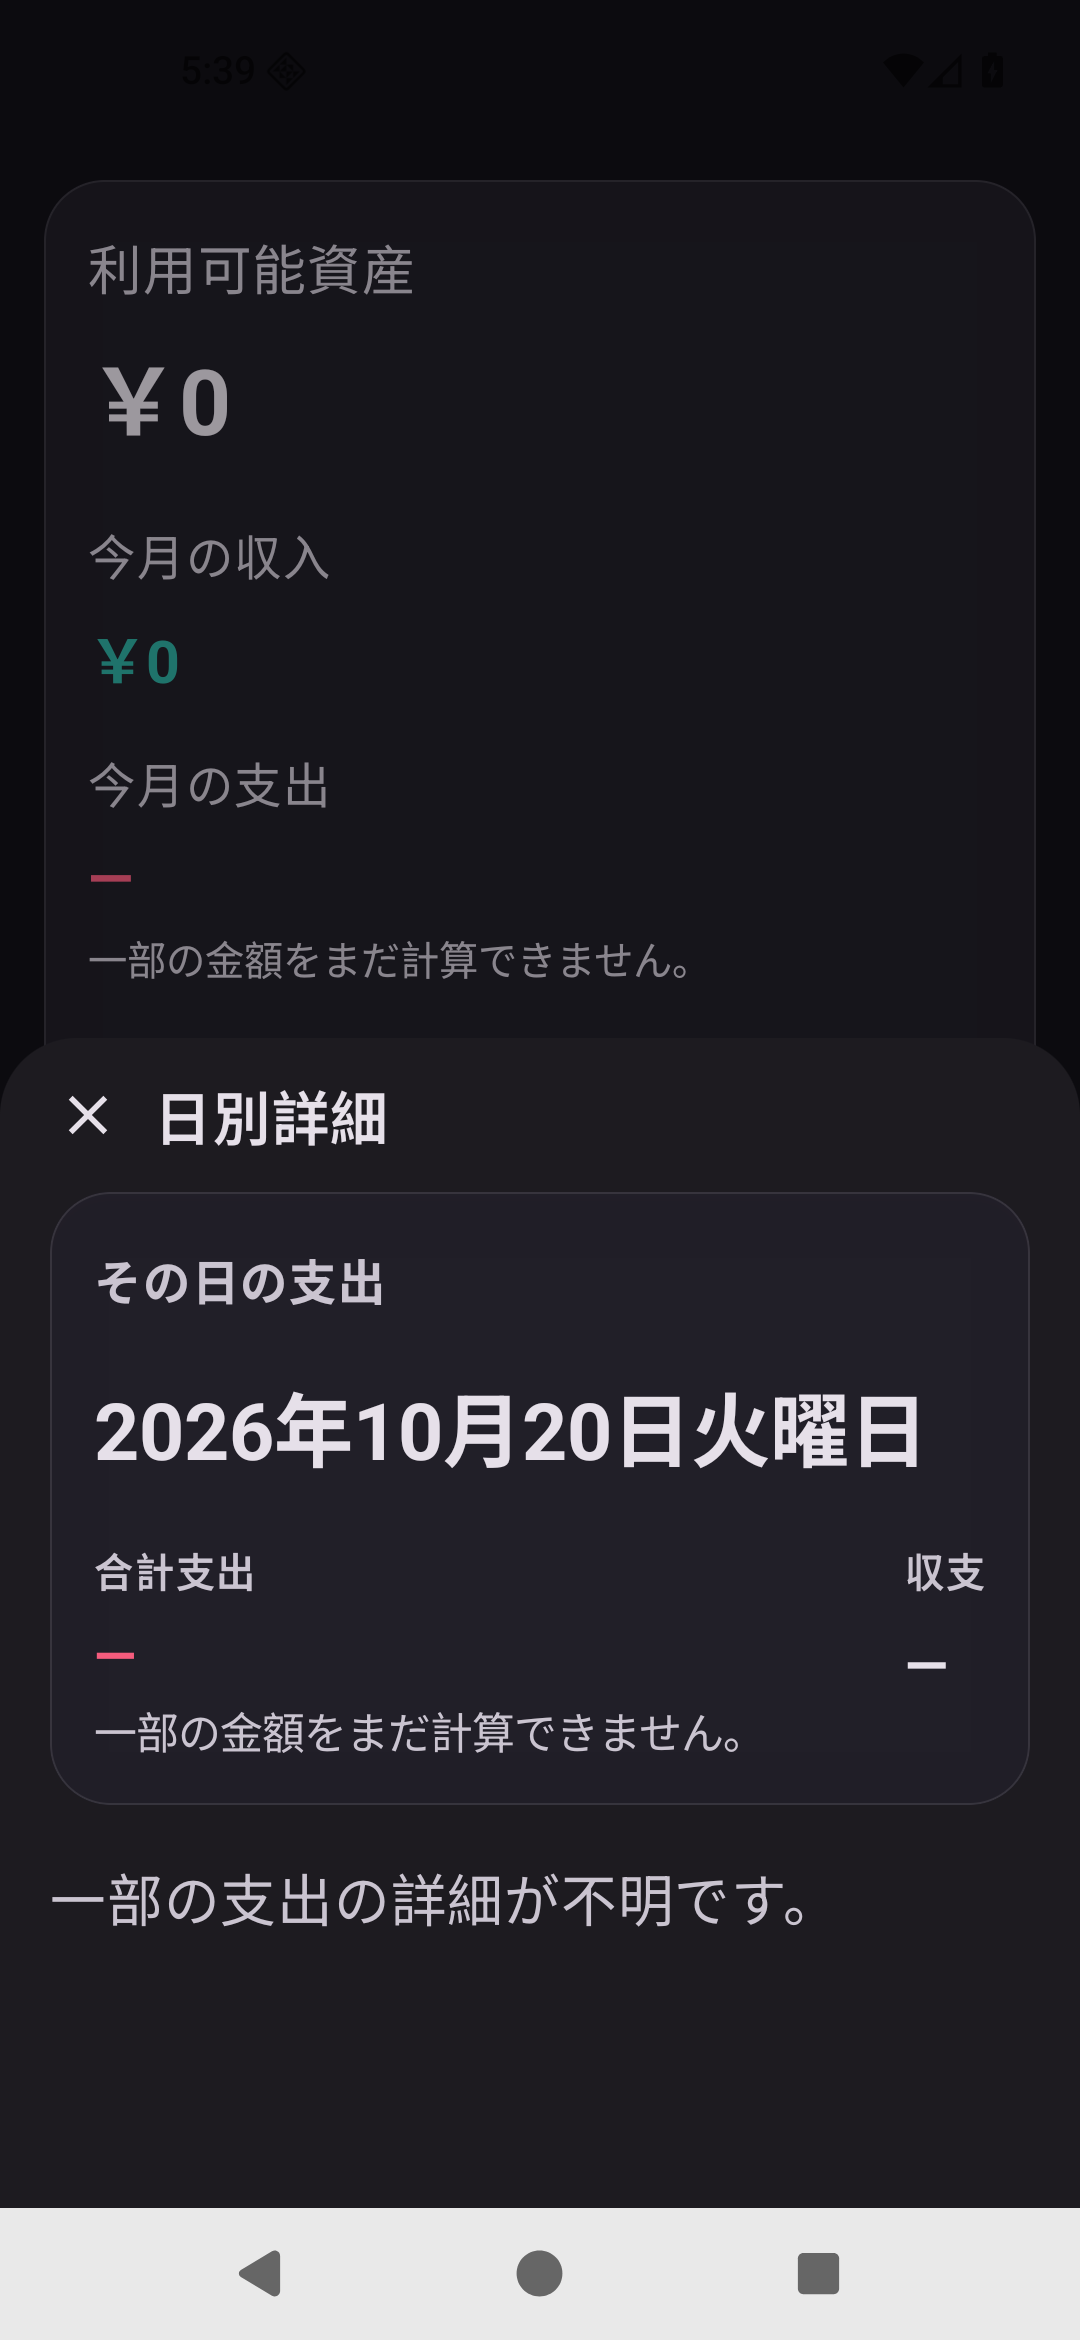 5:39
利用可能資産
￥0
今月の収入
￥0
今月の支出
—
一部の金額をまだ計算できません。
日別詳細
その日の支出
2026年10月20日火曜日
合計支出 収支
— —
一部の金額をまだ計算できません。
一部の支出の詳細が不明です。